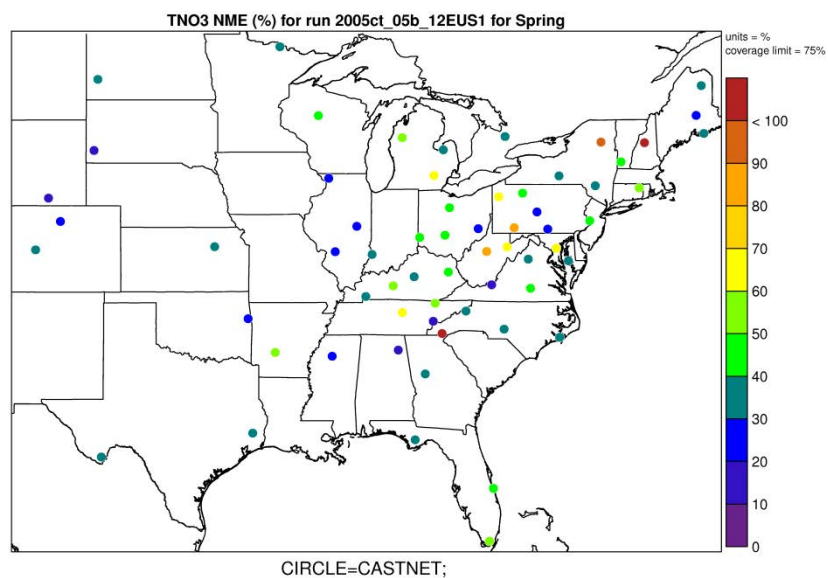 TNO3 NME (%) for run 2005ct_05b_12EUS1 for Spring
units = %
coverage limit = 75%
< 100
90
80
70
60
50
40
30
20
10
0
CIRCLE=CASTNET;